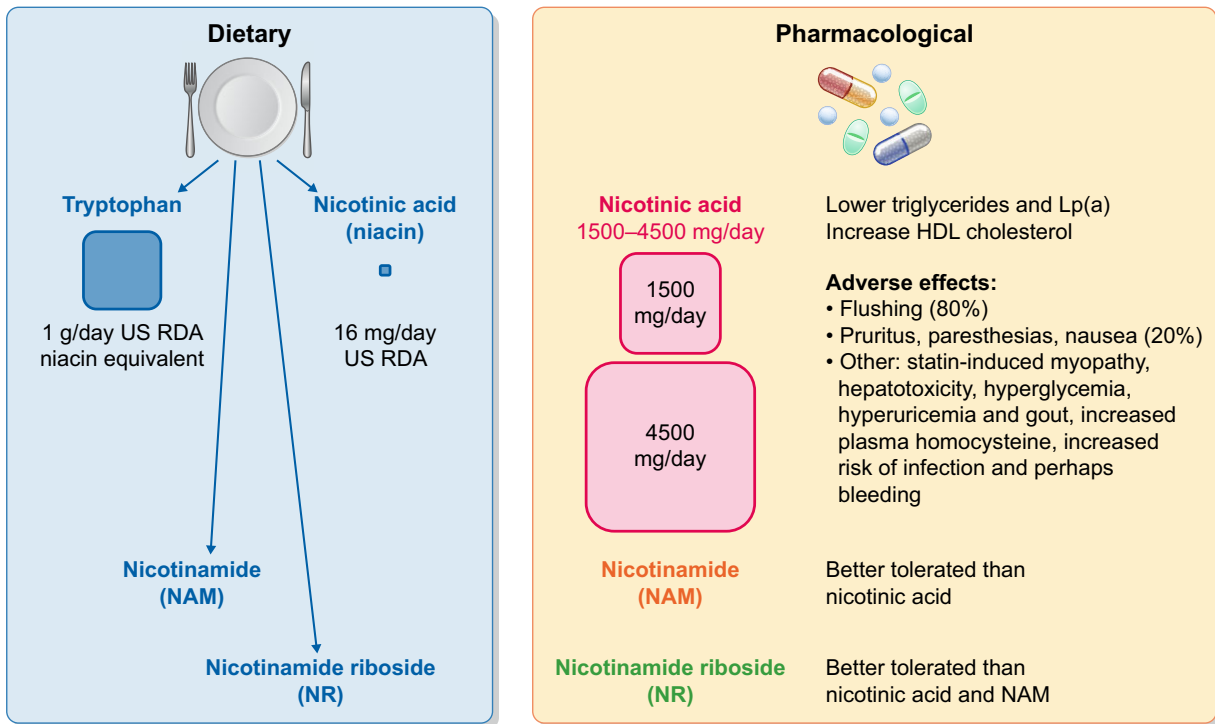 Dietary
Tryptophan
Nicotinic acid
(niacin)
1 g/day US RDA
niacin equivalent
16 mg/day
US RDA
Nicotinamide
(NAM)
Nicotinamide riboside
(NR)
Pharmacological
Nicotinic acid
1500–4500 mg/day
1500
mg/day
4500
mg/day
Lower triglycerides and Lp(a)
Increase HDL cholesterol
Adverse effects:
• Flushing (80%)
• Pruritus, paresthesias, nausea (20%)
• Other: statin-induced myopathy,
hepatotoxicity, hyperglycemia,
hyperuricemia and gout, increased
plasma homocysteine, increased
risk of infection and perhaps
bleeding
Nicotinamide
(NAM)
Better tolerated than
nicotinic acid
Nicotinamide riboside
(NR)
Better tolerated than
nicotinic acid and NAM